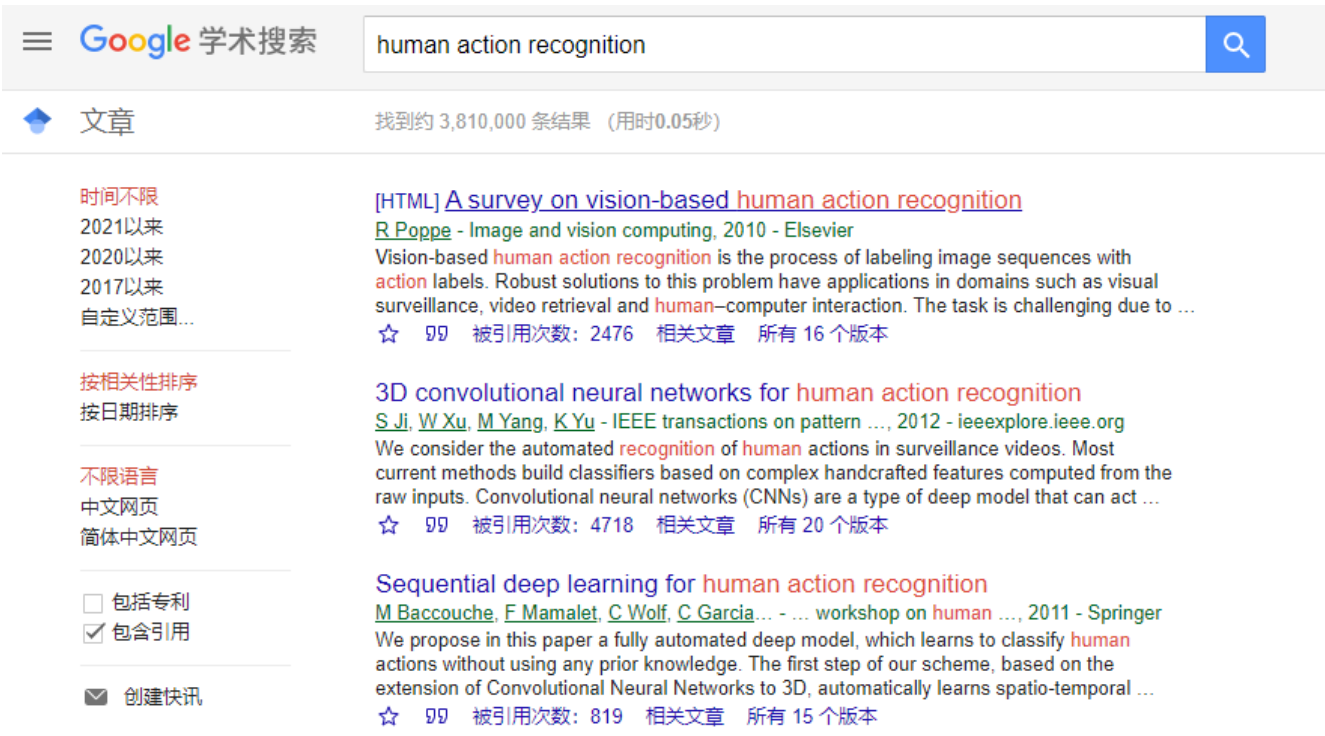 Google 学术搜索
human action recognition
文章
找到约 3,810,000 条结果 (用时0.05秒)
时间不限
2021以来
2020以来
2017以来
自定义范围...
按相关性排序
按日期排序
不限语言
中文网页
简体中文网页
包括专利
包含引用
创建快讯
[HTML] A survey on vision-based human action recognition
R Poppe - Image and vision computing, 2010 - Elsevier
Vision-based human action recognition is the process of labeling image sequences with
action labels. Robust solutions to this problem have applications in domains such as visual
surveillance, video retrieval and human–computer interaction. The task is challenging due to …
被引用次数：2476 相关文章 所有 16 个版本
3D convolutional neural networks for human action recognition
S Ji, W Xu, M Yang, K Yu - IEEE transactions on pattern …, 2012 - ieeexplore.ieee.org
We consider the automated recognition of human actions in surveillance videos. Most
current methods build classifiers based on complex handcrafted features computed from the
raw inputs. Convolutional neural networks (CNNs) are a type of deep model that can act …
被引用次数：4718 相关文章 所有 20 个版本
Sequential deep learning for human action recognition
M Baccouche, F Mamalet, C Wolf, C Garcia… - … workshop on human …, 2011 - Springer
We propose in this paper a fully automated deep model, which learns to classify human
actions without using any prior knowledge. The first step of our scheme, based on the
extension of Convolutional Neural Networks to 3D, automatically learns spatio-temporal …
被引用次数：819 相关文章 所有 15 个版本